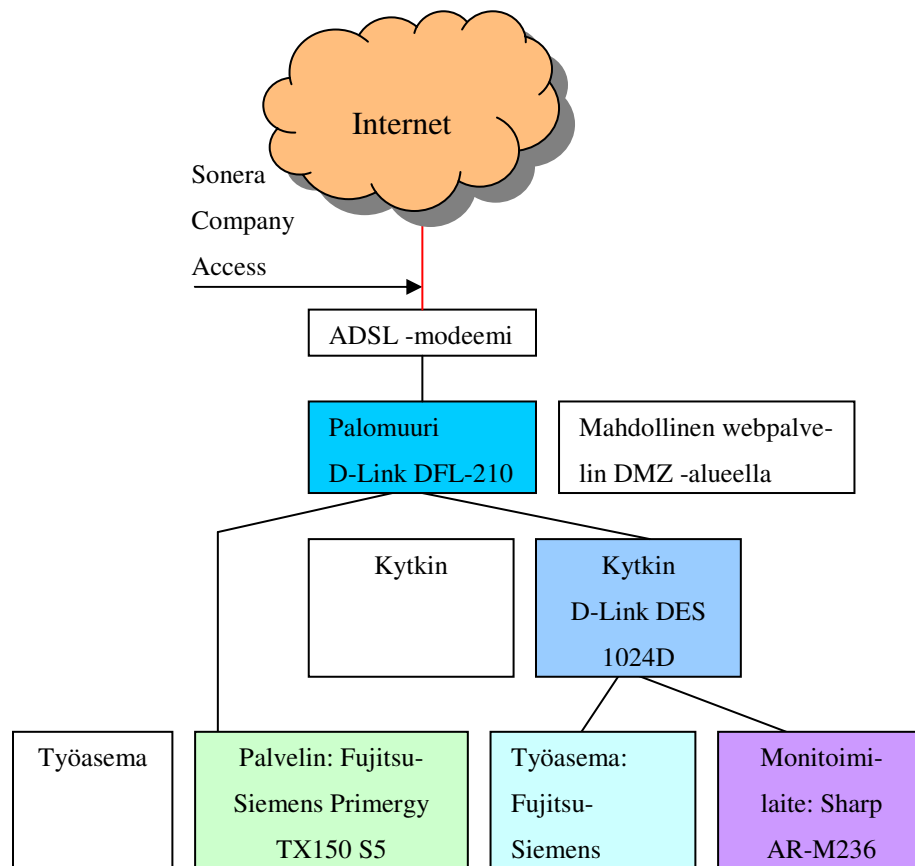 Internet
Sonera
Company
Access
ADSL -modeemi
Palomuuri
D-Link DFL-210
Mahdollinen webpalve-
lin DMZ -alueella
Kytkin
Kytkin
D-Link DES
1024D
Työasema
Palvelin: Fujitsu-
Siemens Primergy
TX150 S5
Työasema:
Fujitsu-
Siemens
Monitoimi-
laite: Sharp
AR-M236